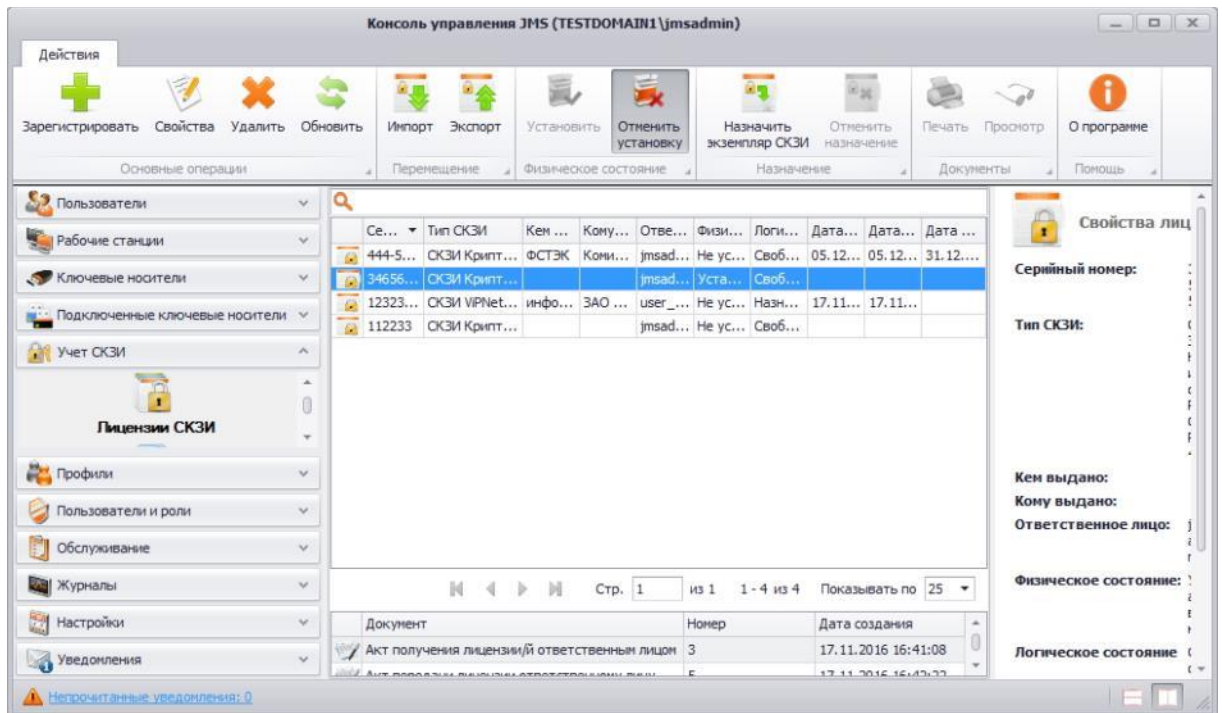 Консоль управления JMS (TESTDOMAIN1\jmsadmin)
Действия
Зарегистрировать Свойства Удалить Обновить Импорт Экспорт Установить Отменить установку Назначить экземпляр СКЗИ Отменить назначение Печать Просмотр О программе
Основные операции Перемещение Физическое состояние Назначение Документы Помощь
Пользователи
Рабочие станции
Ключевые носители
Подключенные ключевые носители
Учет СКЗИ
Лицензии СКЗИ
Профили
Пользователи и роли
Обслуживание
Журналы
Настройки
Уведомления
Се... Тип СКЗИ Кем ... Кому... Отве... Физи... Логи... Дата... Дата... Дата ...
444-5... СКЗИ Крипт... ФСТЭК Коми... jmsad... Не ус... Своб... 05.12... 05.12... 31.12....
34656... СКЗИ Крипт... jmsad... Уста... Своб...
12323... СКЗИ ViPNet... инфо... ЗАО ... user_... Не ус... Назн... 17.11... 17.11...
112233 СКЗИ Крипт... jmsad... Не ус... Своб...
Стр. 1 из 1 1 - 4 из 4 Показывать по 25
Документ Номер Дата создания
Акт получения лицензии/й ответственным лицом 3 17.11.2016 16:41:08
Свойства лиц
Серийный номер:
Тип СКЗИ:
Кем выдано:
Кому выдано:
Ответственное лицо:
Физическое состояние:
Логическое состояние
Непрочитанные уведомления: 0